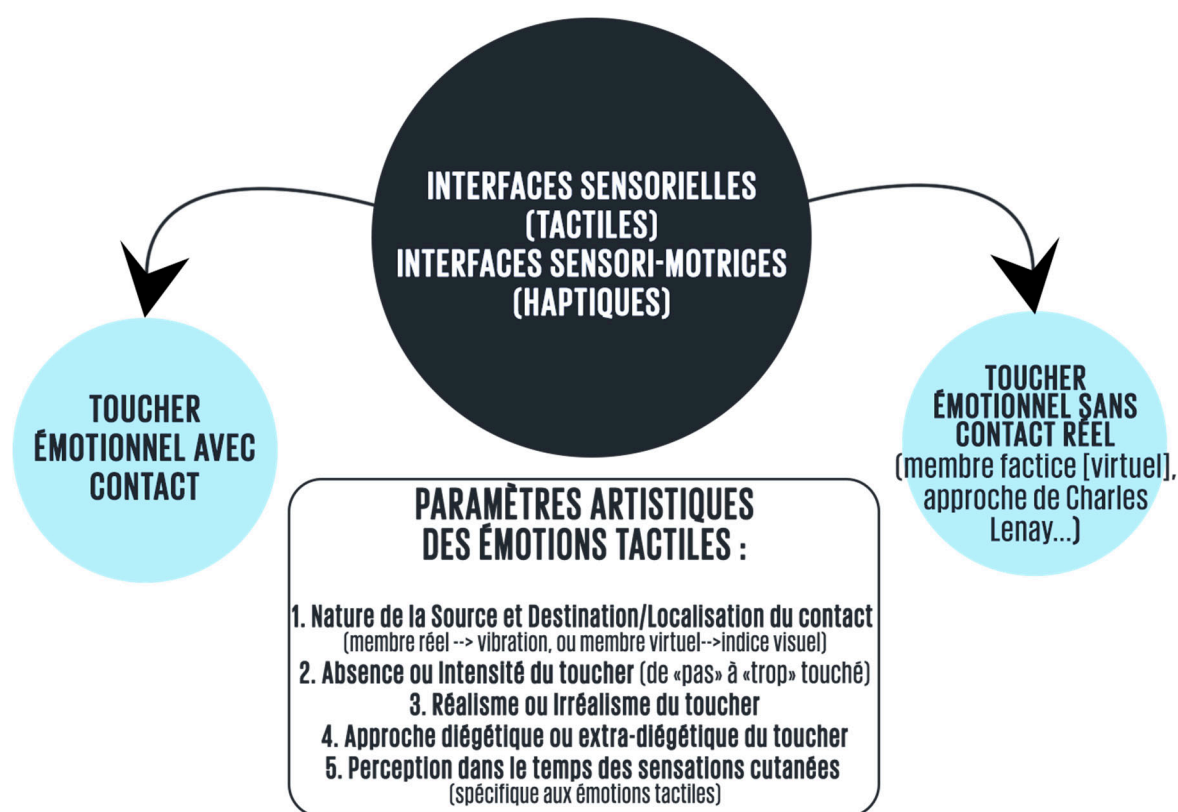 INTERFACES SENSORIELLES
(TACTILES)
INTERFACES SENSORI-MOTRICES
(HAPTIQUES)
TOUCHER
ÉMOTIONNEL AVEC
CONTACT
TOUCHER
ÉMOTIONNEL SANS
CONTACT RÉEL
(membre factice [virtuel],
approche de Charles
Lenay...)
PARAMÈTRES ARTISTIQUES
DES ÉMOTIONS TACTILES :
1. Nature de la Source et Destination/Localisation du contact
(membre réel --> vibration, ou membre virtuel-->indice visuel)
2. Absence ou Intensité du toucher (de «pas» à «trop» touché)
3. Réalisme ou Irréalisme du toucher
4. Approche diégétique ou extra-diégétique du toucher
5. Perception dans le temps des sensations cutanées
(spécifique aux émotions tactiles)